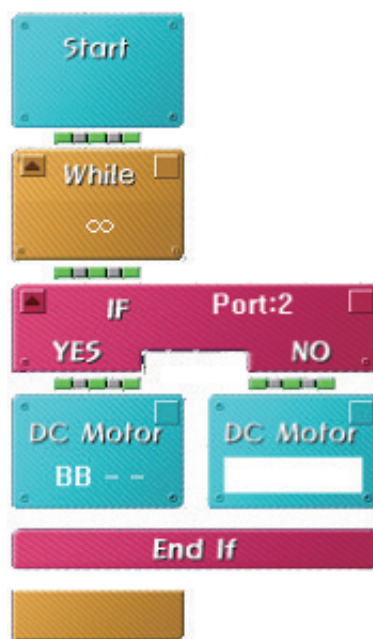 Start
While
∞
IF Port:2
YES NO
DC Motor DC Motor
BB - -
End If